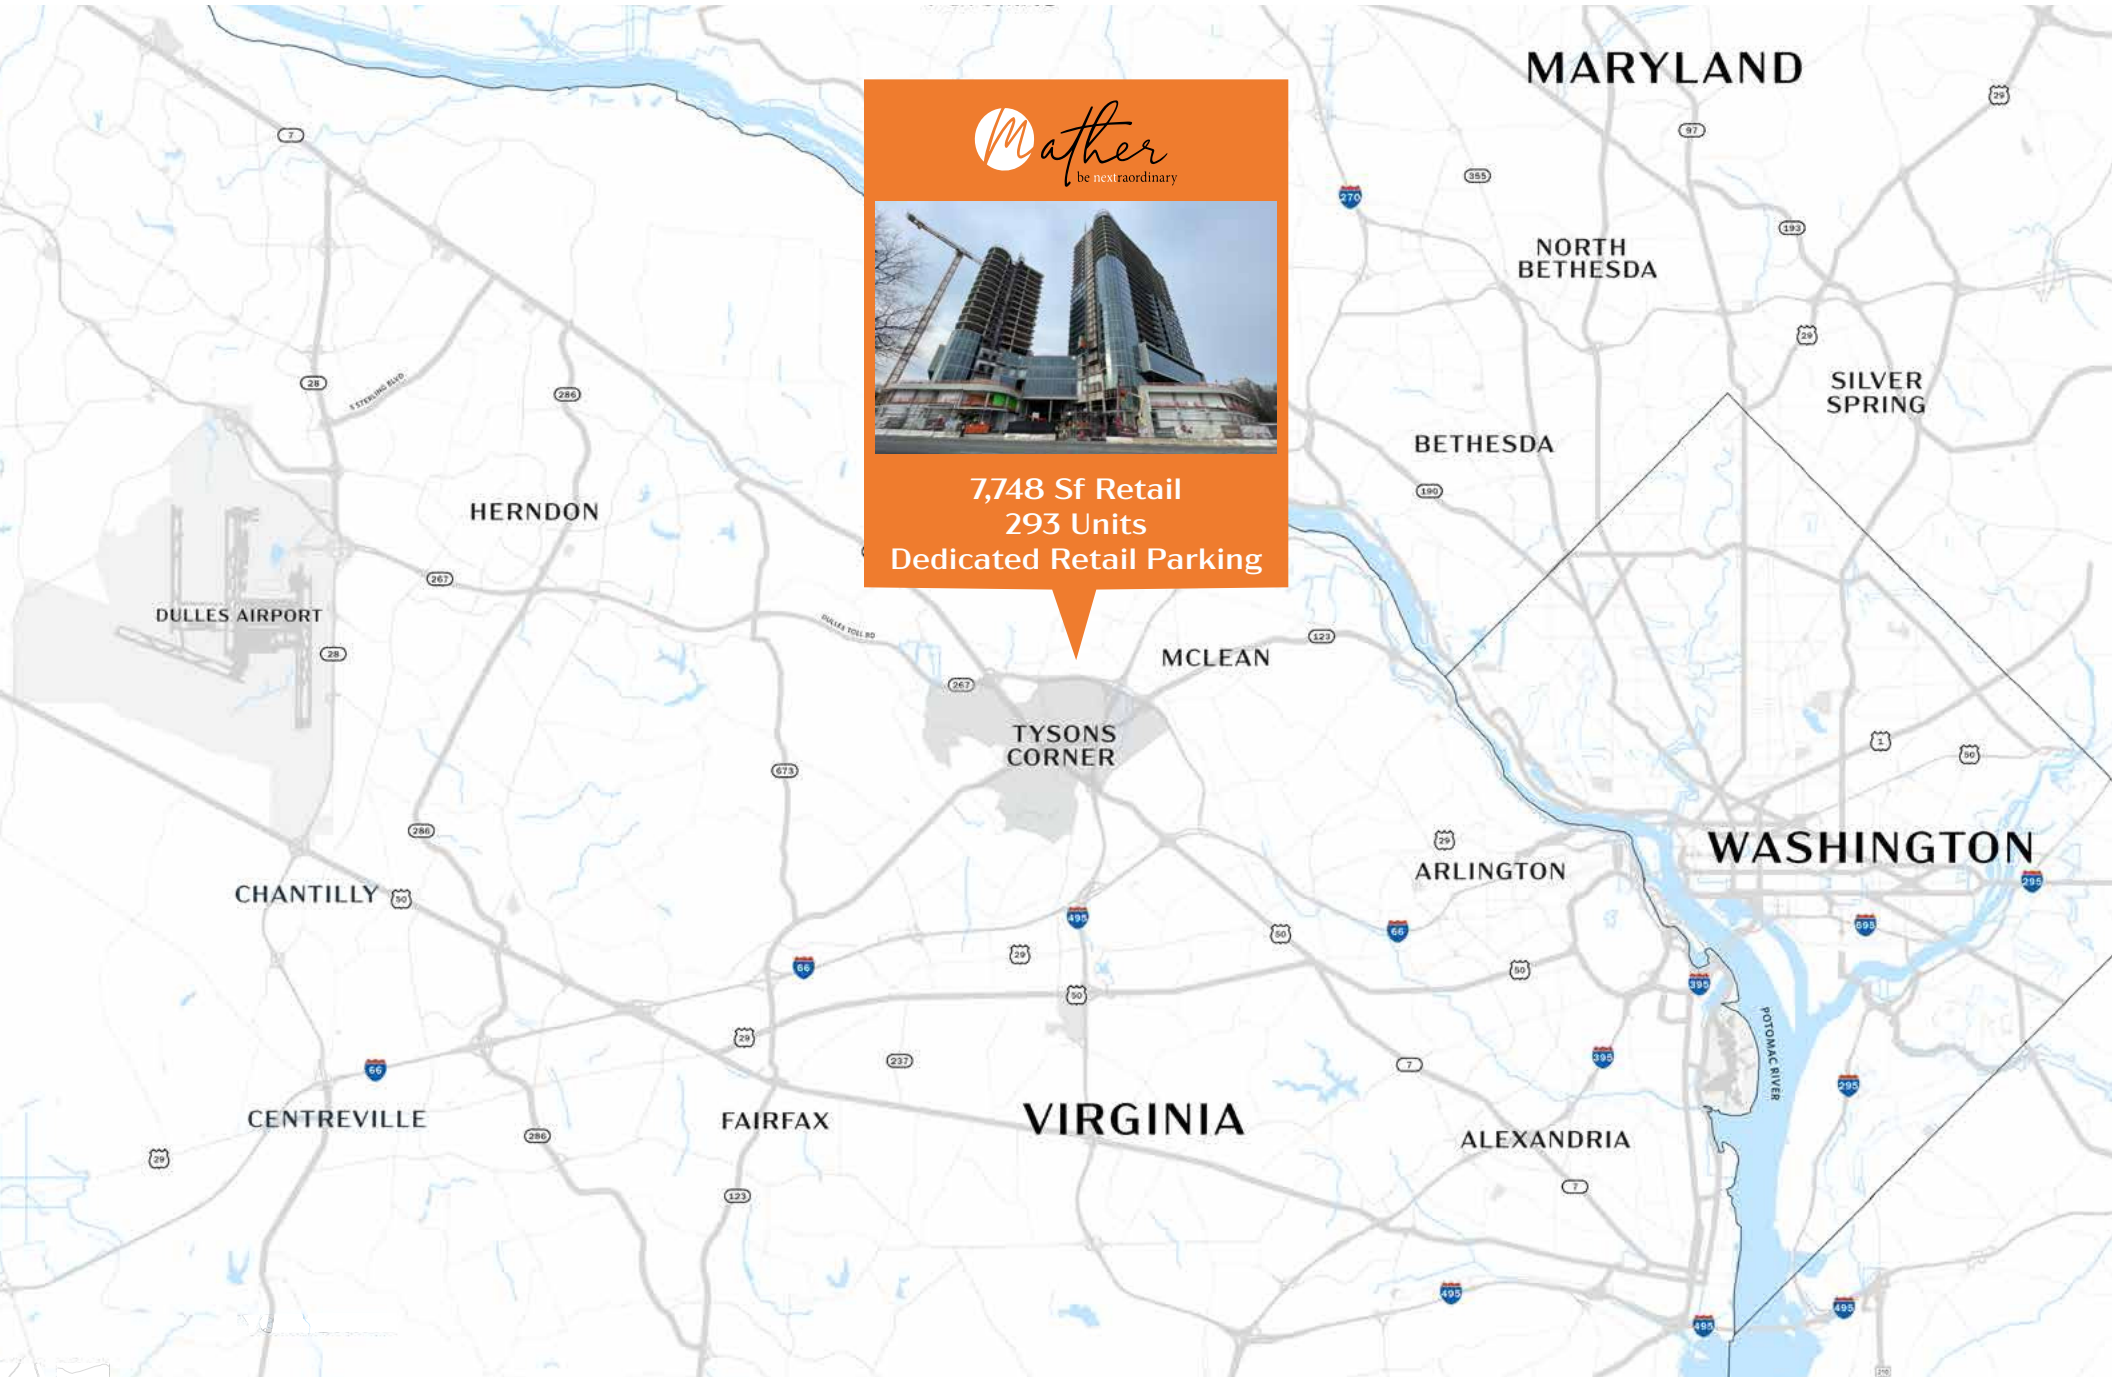 MARYLAND
29
7
97
Mather
be nextraordinary
355
270
193
NORTH
BETHESDA
29
28
S STERLING BLVD
286
SILVER
SPRING
BETHESDA
190
7,748 Sf Retail
293 Units
Dedicated Retail Parking
HERNDON
267
DULLES AIRPORT
DULLES TOLL RD
123
28
MCLEAN
267
TYSONS
CORNER
1
50
673
286
29
WASHINGTON
ARLINGTON
295
CHANTILLY
50
495
66
695
50
29
66
50
395
50
POTOMAC RIVER
29
237
395
7
66
295
CENTREVILLE
FAIRFAX
VIRGINIA
286
ALEXANDRIA
29
7
123
495
495
495
210